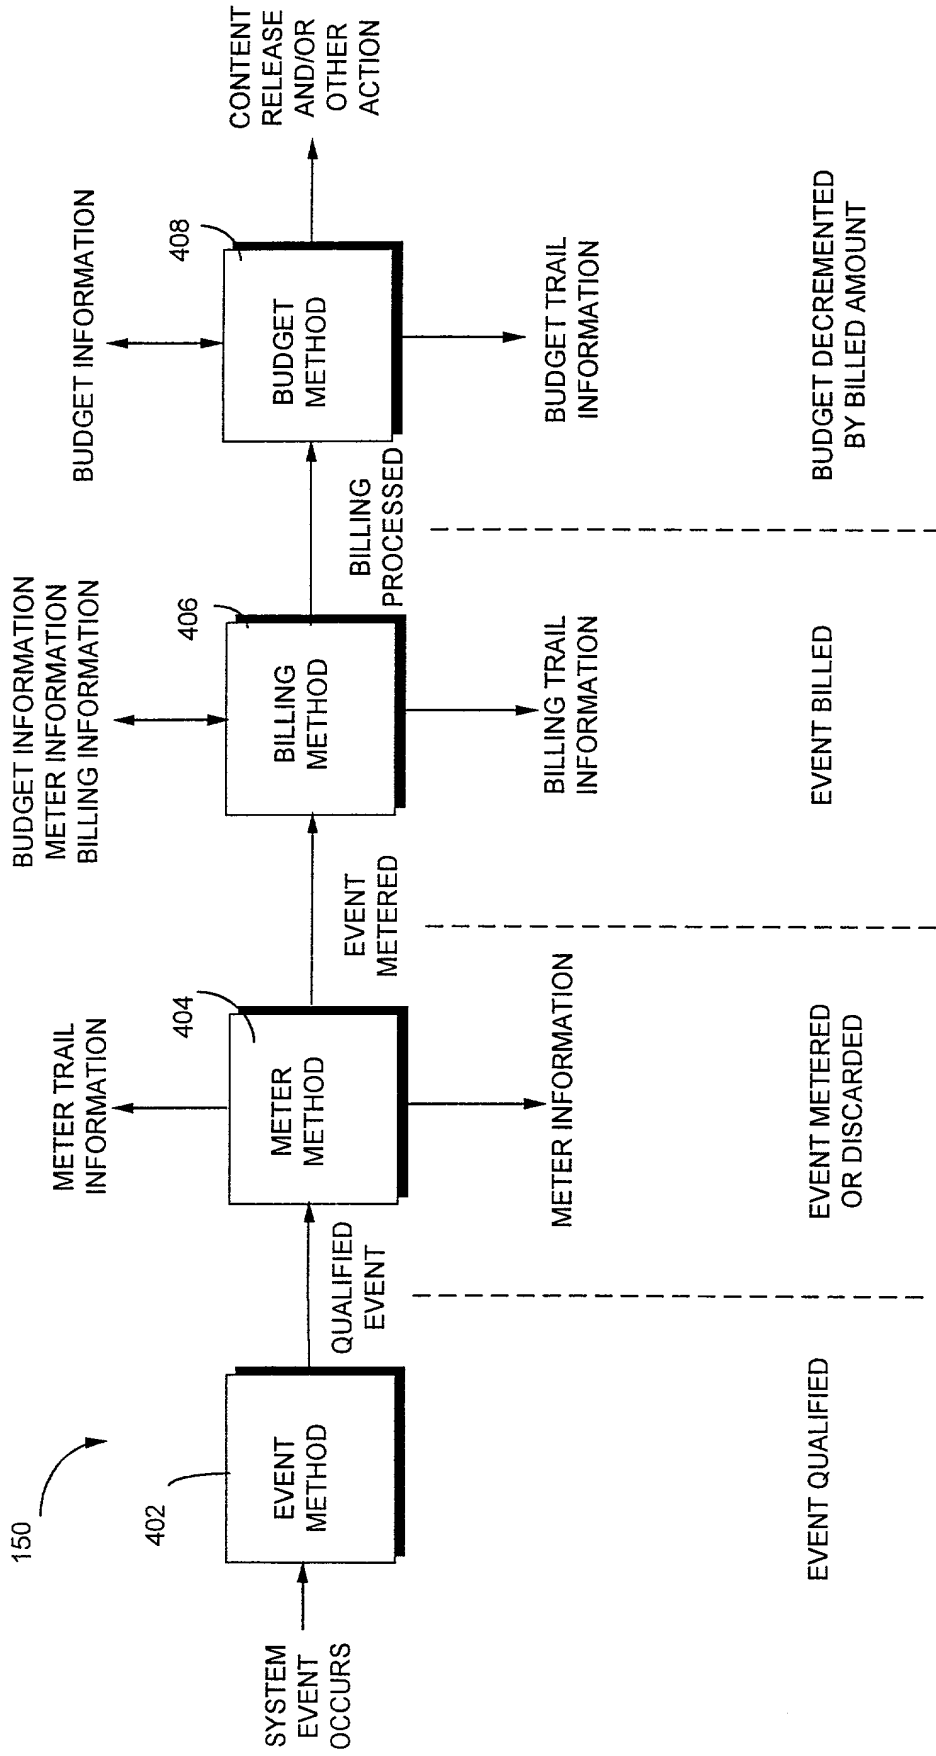 150
SYSTEM
EVENT
OCCURS
402
EVENT
METHOD
QUALIFIED
EVENT
EVENT QUALIFIED
METER TRAIL
INFORMATION
404
METER
METHOD
EVENT
METERED
METER INFORMATION
EVENT METERED
OR DISCARDED
BUDGET INFORMATION
METER INFORMATION
BILLING INFORMATION
406
BILLING
METHOD
BILLING
PROCESSED
BILLING TRAIL
INFORMATION
EVENT BILLED
BUDGET INFORMATION
408
BUDGET
METHOD
CONTENT
RELEASE
AND/OR
OTHER
ACTION
BUDGET TRAIL
INFORMATION
BUDGET DECREMENTED
BY BILLED AMOUNT